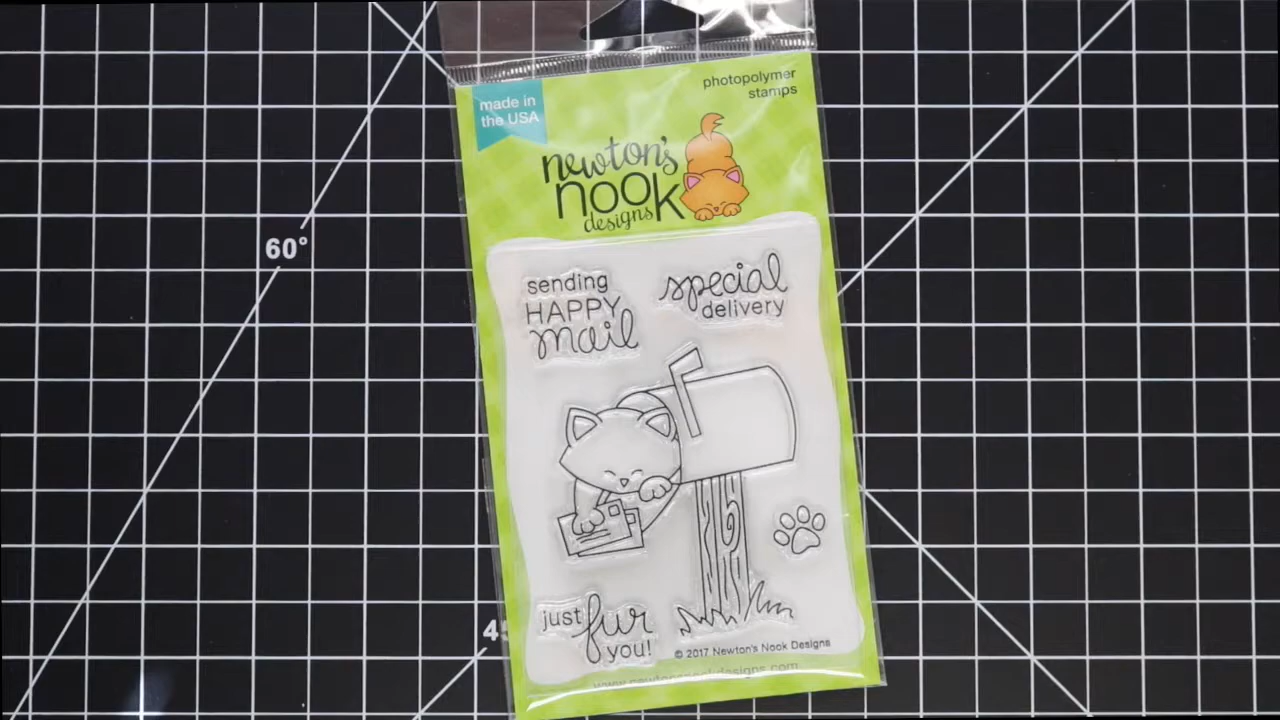 made in
the USA
photopolymer
stamps
newton's
nook
designs
60°
sending
HAPPY
mail
special
delivery
just fur
you!
© 2017 Newton's Nook Designs